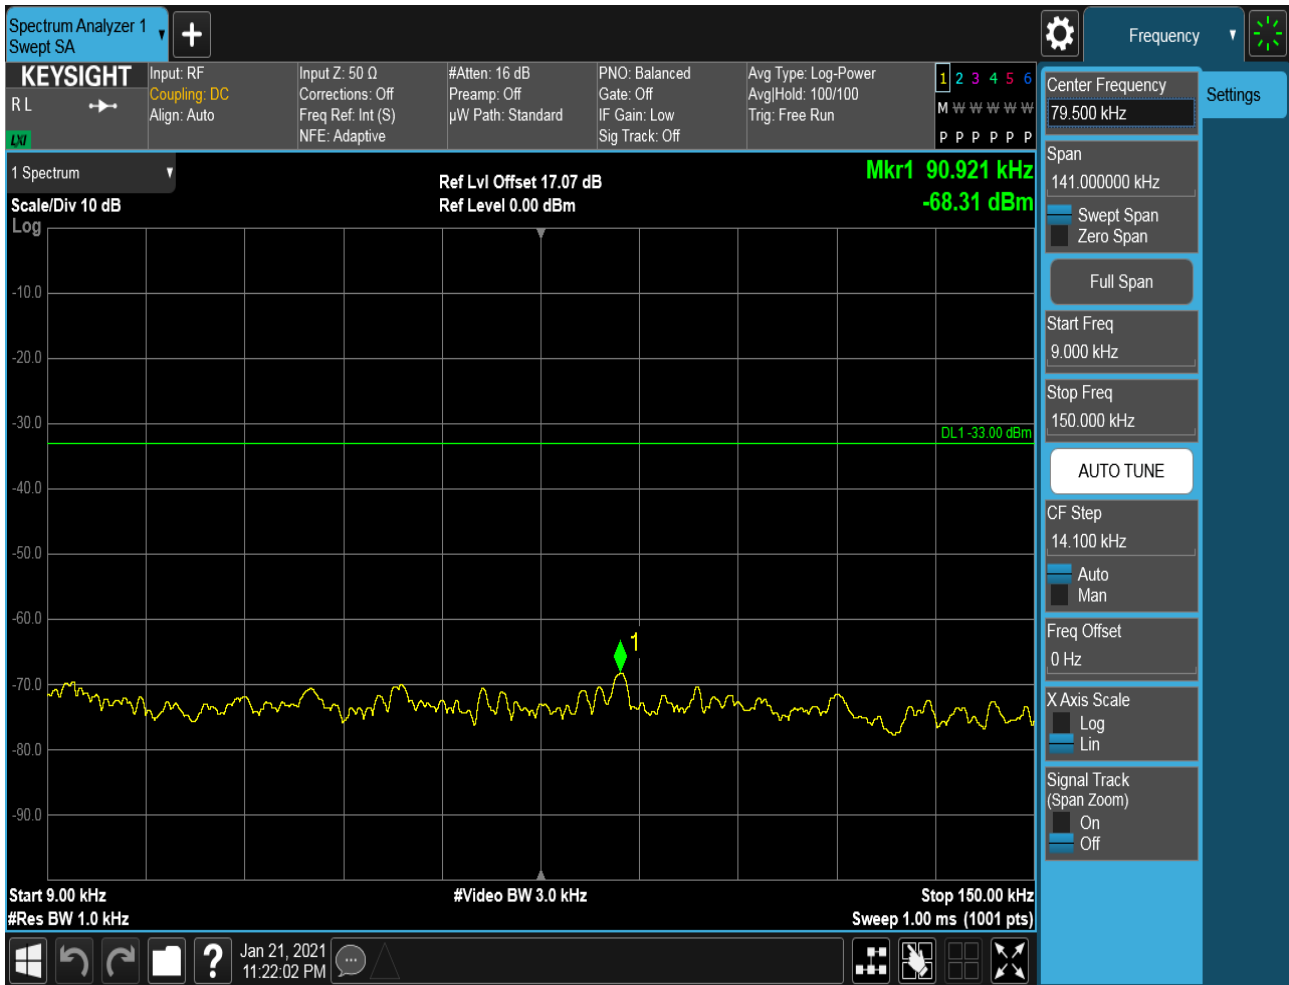 Spectrum Analyzer 1
Swept SA
Frequency
KEYSIGHT
R L
LXI
Input: RF
Coupling: DC
Align: Auto
Input Z: 50 Ω
Corrections: Off
Freq Ref: Int (S)
NFE: Adaptive
#Atten: 16 dB
Preamp: Off
µW Path: Standard
PNO: Balanced
Gate: Off
IF Gain: Low
Sig Track: Off
Avg Type: Log-Power
Avg|Hold: 100/100
Trig: Free Run
1 2 3 4 5 6
M W W W W W
P P P P P P
1 Spectrum
Scale/Div 10 dB
Log
Ref Lvl Offset 17.07 dB
Ref Level 0.00 dBm
Mkr1 90.921 kHz
-68.31 dBm
-10.0
-20.0
-30.0
DL1 -33.00 dBm
-40.0
-50.0
-60.0
1
-70.0
-80.0
-90.0
Start 9.00 kHz
#Video BW 3.0 kHz
Stop 150.00 kHz
#Res BW 1.0 kHz
Sweep 1.00 ms (1001 pts)
?
Jan 21, 2021
11:22:02 PM
Center Frequency
79.500 kHz
Settings
Span
141.000000 kHz
Swept Span
Zero Span
Full Span
Start Freq
9.000 kHz
Stop Freq
150.000 kHz
AUTO TUNE
CF Step
14.100 kHz
Auto
Man
Freq Offset
0 Hz
X Axis Scale
Log
Lin
Signal Track
(Span Zoom)
On
Off